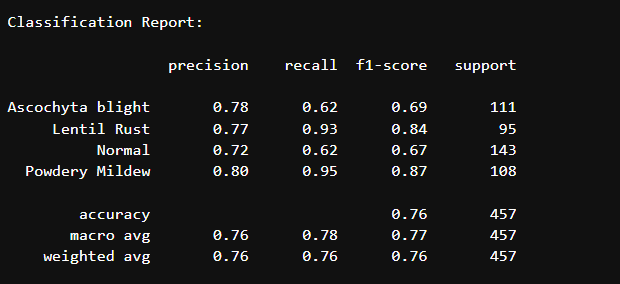 Classification Report:
precision recall f1-score support
Ascochyta blight 0.78 0.62 0.69 111
Lentil Rust 0.77 0.93 0.84 95
Normal 0.72 0.62 0.67 143
Powdery Mildew 0.80 0.95 0.87 108
accuracy 0.76 457
macro avg 0.76 0.78 0.77 457
weighted avg 0.76 0.76 0.76 457